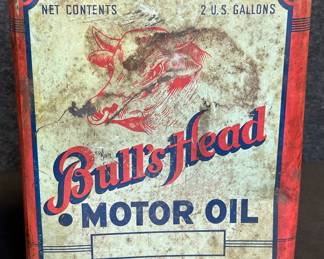 NET CONTENTS 2 U.S. GALLONS
Bull's Head
• MOTOR OIL